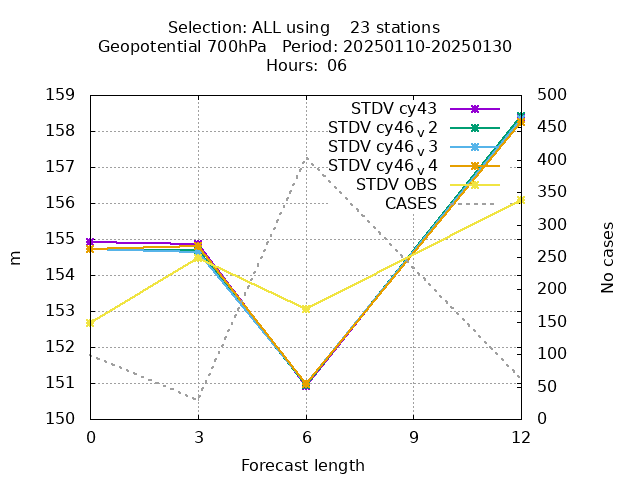 Selection: ALL using    23 stations
Geopotential 700hPa   Period: 20250110-20250130
Hours:  06
STDV cy43
STDV cy46 v 2
STDV cy46 v 3
STDV cy46 v 4
STDV OBS
CASES
159
158
157
156
155
154
153
152
151
150
m
500
450
400
350
300
250
200
150
100
50
0
No cases
0
3
6
9
12
Forecast length